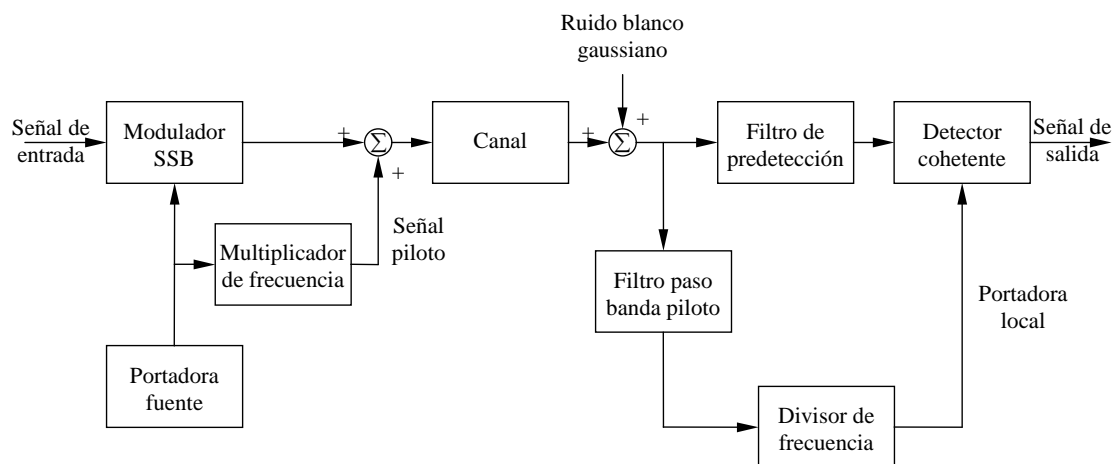 Ruido blanco
gaussiano
Señal de
entrada
Modulador
SSB
+
Σ
+
Canal
+
Σ
+
Filtro de
predetección
Detector
cohetente
Señal de
salida
Multiplicador
de frecuencia
Señal
piloto
Filtro paso
banda piloto
Portadora
local
Portadora
fuente
Divisor de
frecuencia